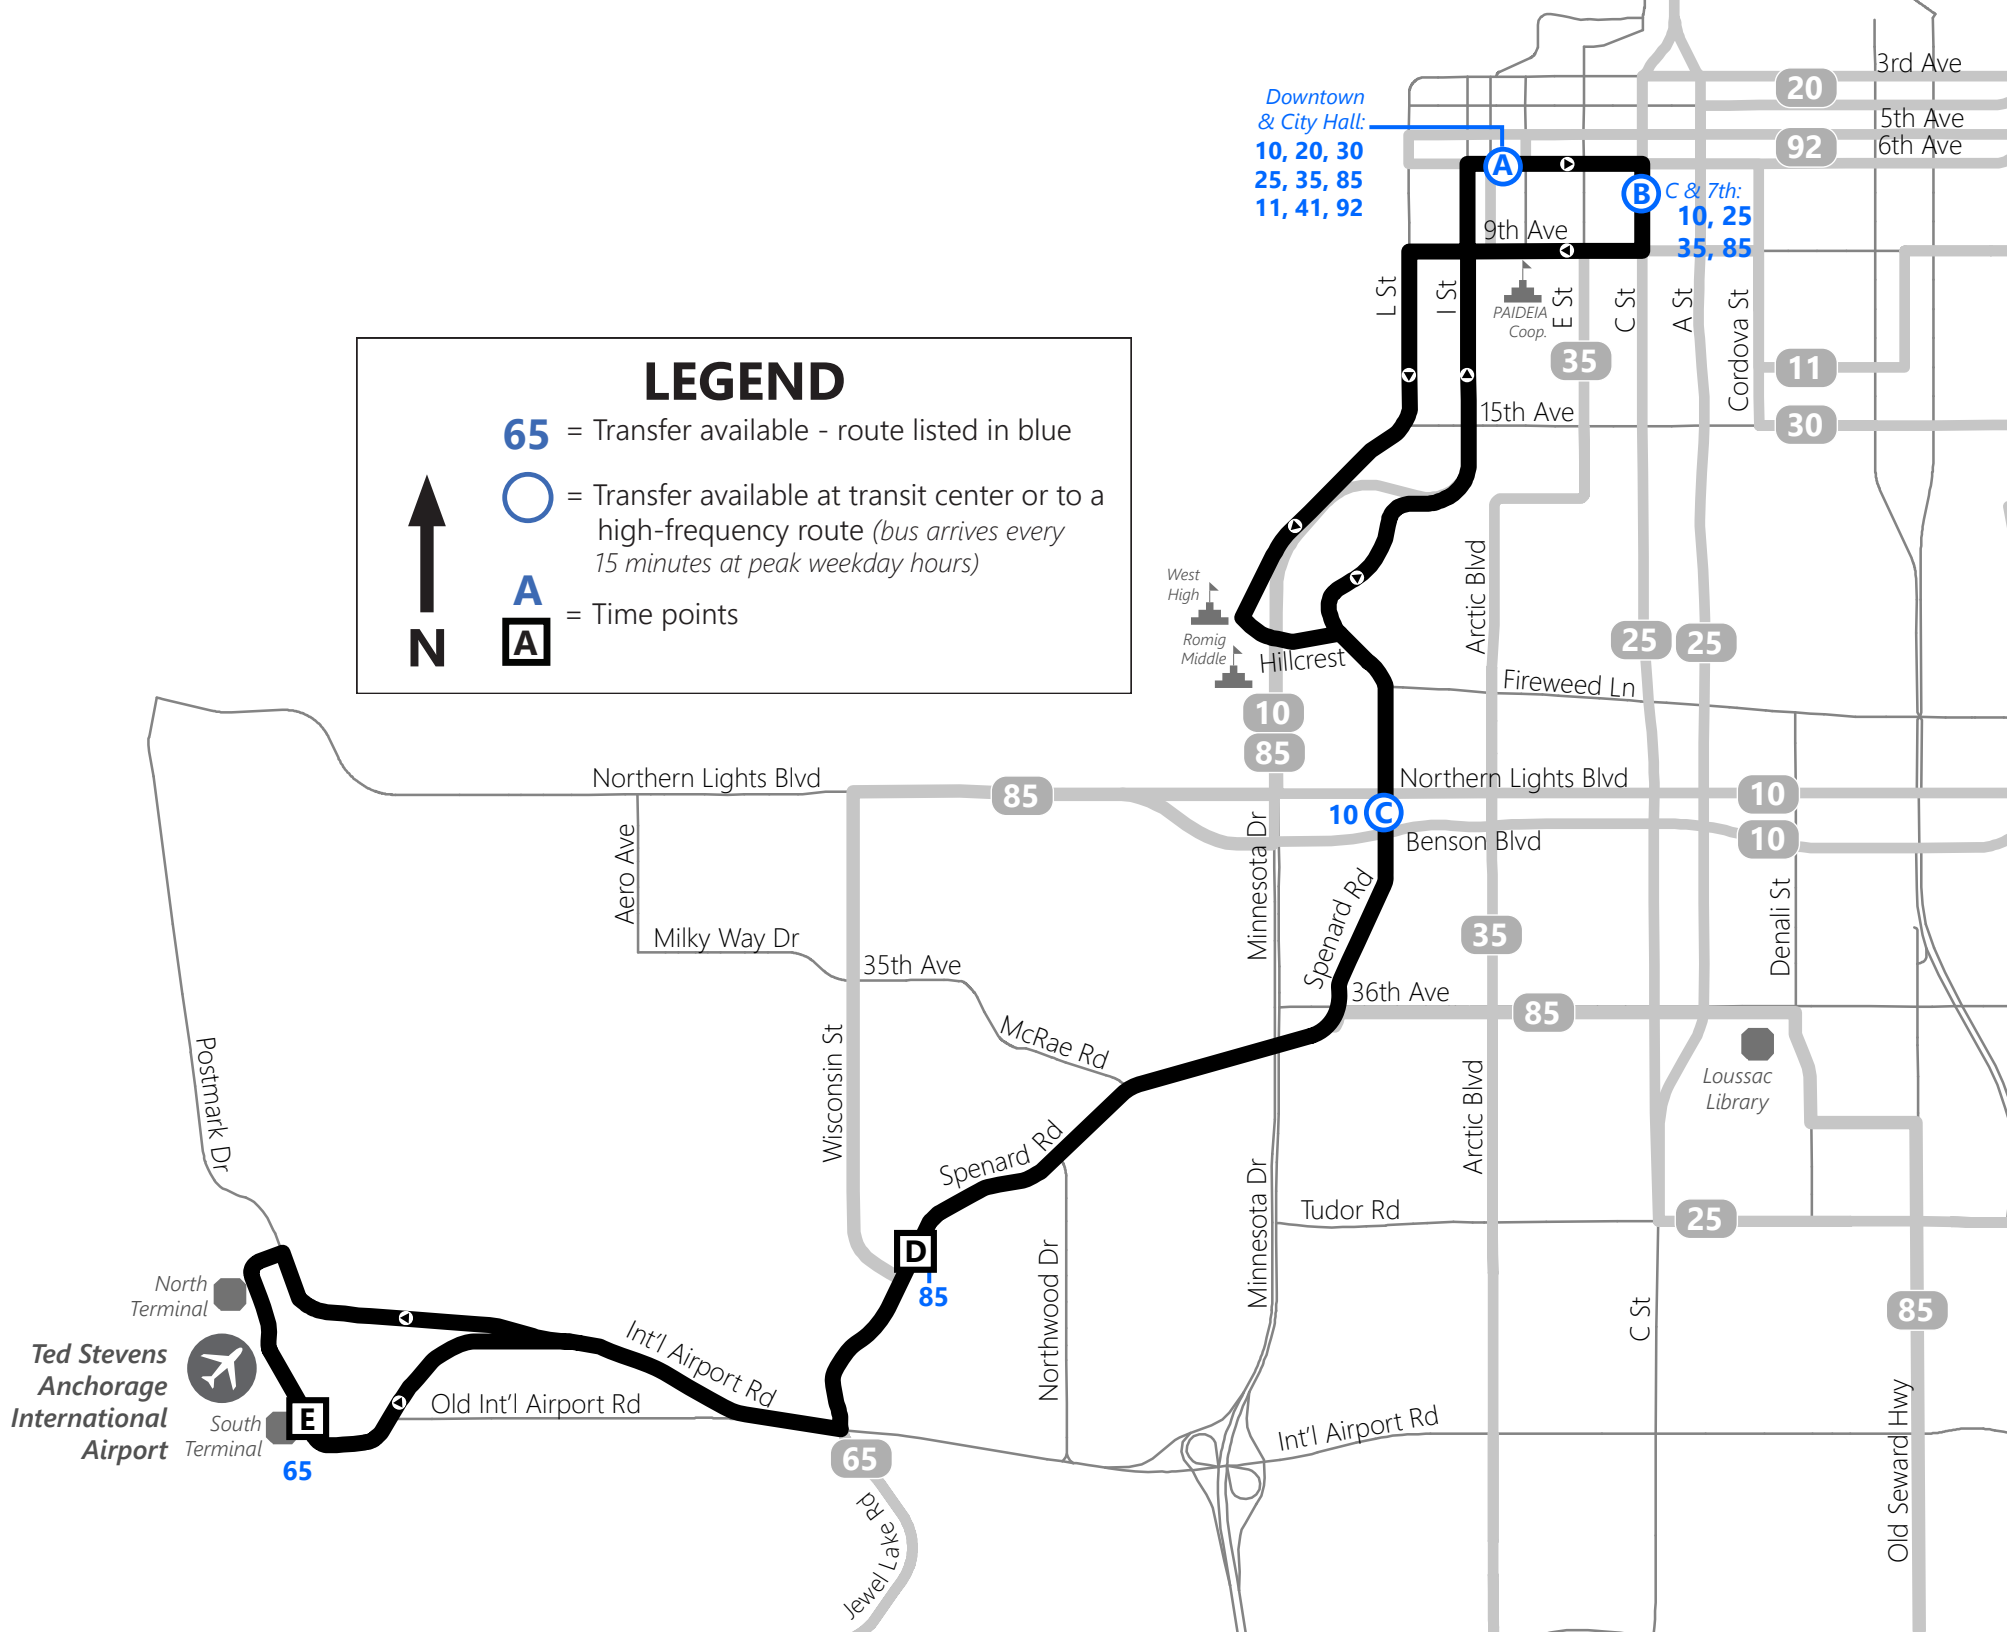 3rd Ave
20
Downtown
& City Hall:
10, 20, 30
25, 35, 85
11, 41, 92
5th Ave
92
6th Ave
A
B
C & 7th:
10, 25
35, 85
9th Ave
L St
I St
PAIDEIA
Coop.
E St
C St
A St
Cordova St
35
11
15th Ave
30
LEGEND
65 = Transfer available - route listed in blue
= Transfer available at transit center or to a
high-frequency route (bus arrives every
15 minutes at peak weekday hours)
A
A = Time points
N
West
High
Romig
Middle
Hillcrest
Arctic Blvd
25
25
Fireweed Ln
10
85
Northern Lights Blvd
85
Northern Lights Blvd
10
10 C
Benson Blvd
10
Aero Ave
Minnesota Dr
Spenard Rd
Denali St
Milky Way Dr
35th Ave
35
36th Ave
85
McRae Rd
Loussac
Library
Postmark Dr
Wisconsin St
Arctic Blvd
Spenard Rd
Minnesota Dr
Tudor Rd
25
D
85
Northwood Dr
North
Terminal
C St
85
Int'l Airport Rd
Ted Stevens
Anchorage
International
Airport
South
Terminal
E
65
Old Int'l Airport Rd
Int'l Airport Rd
65
Jewel Lake Rd
Old Seward Hwy